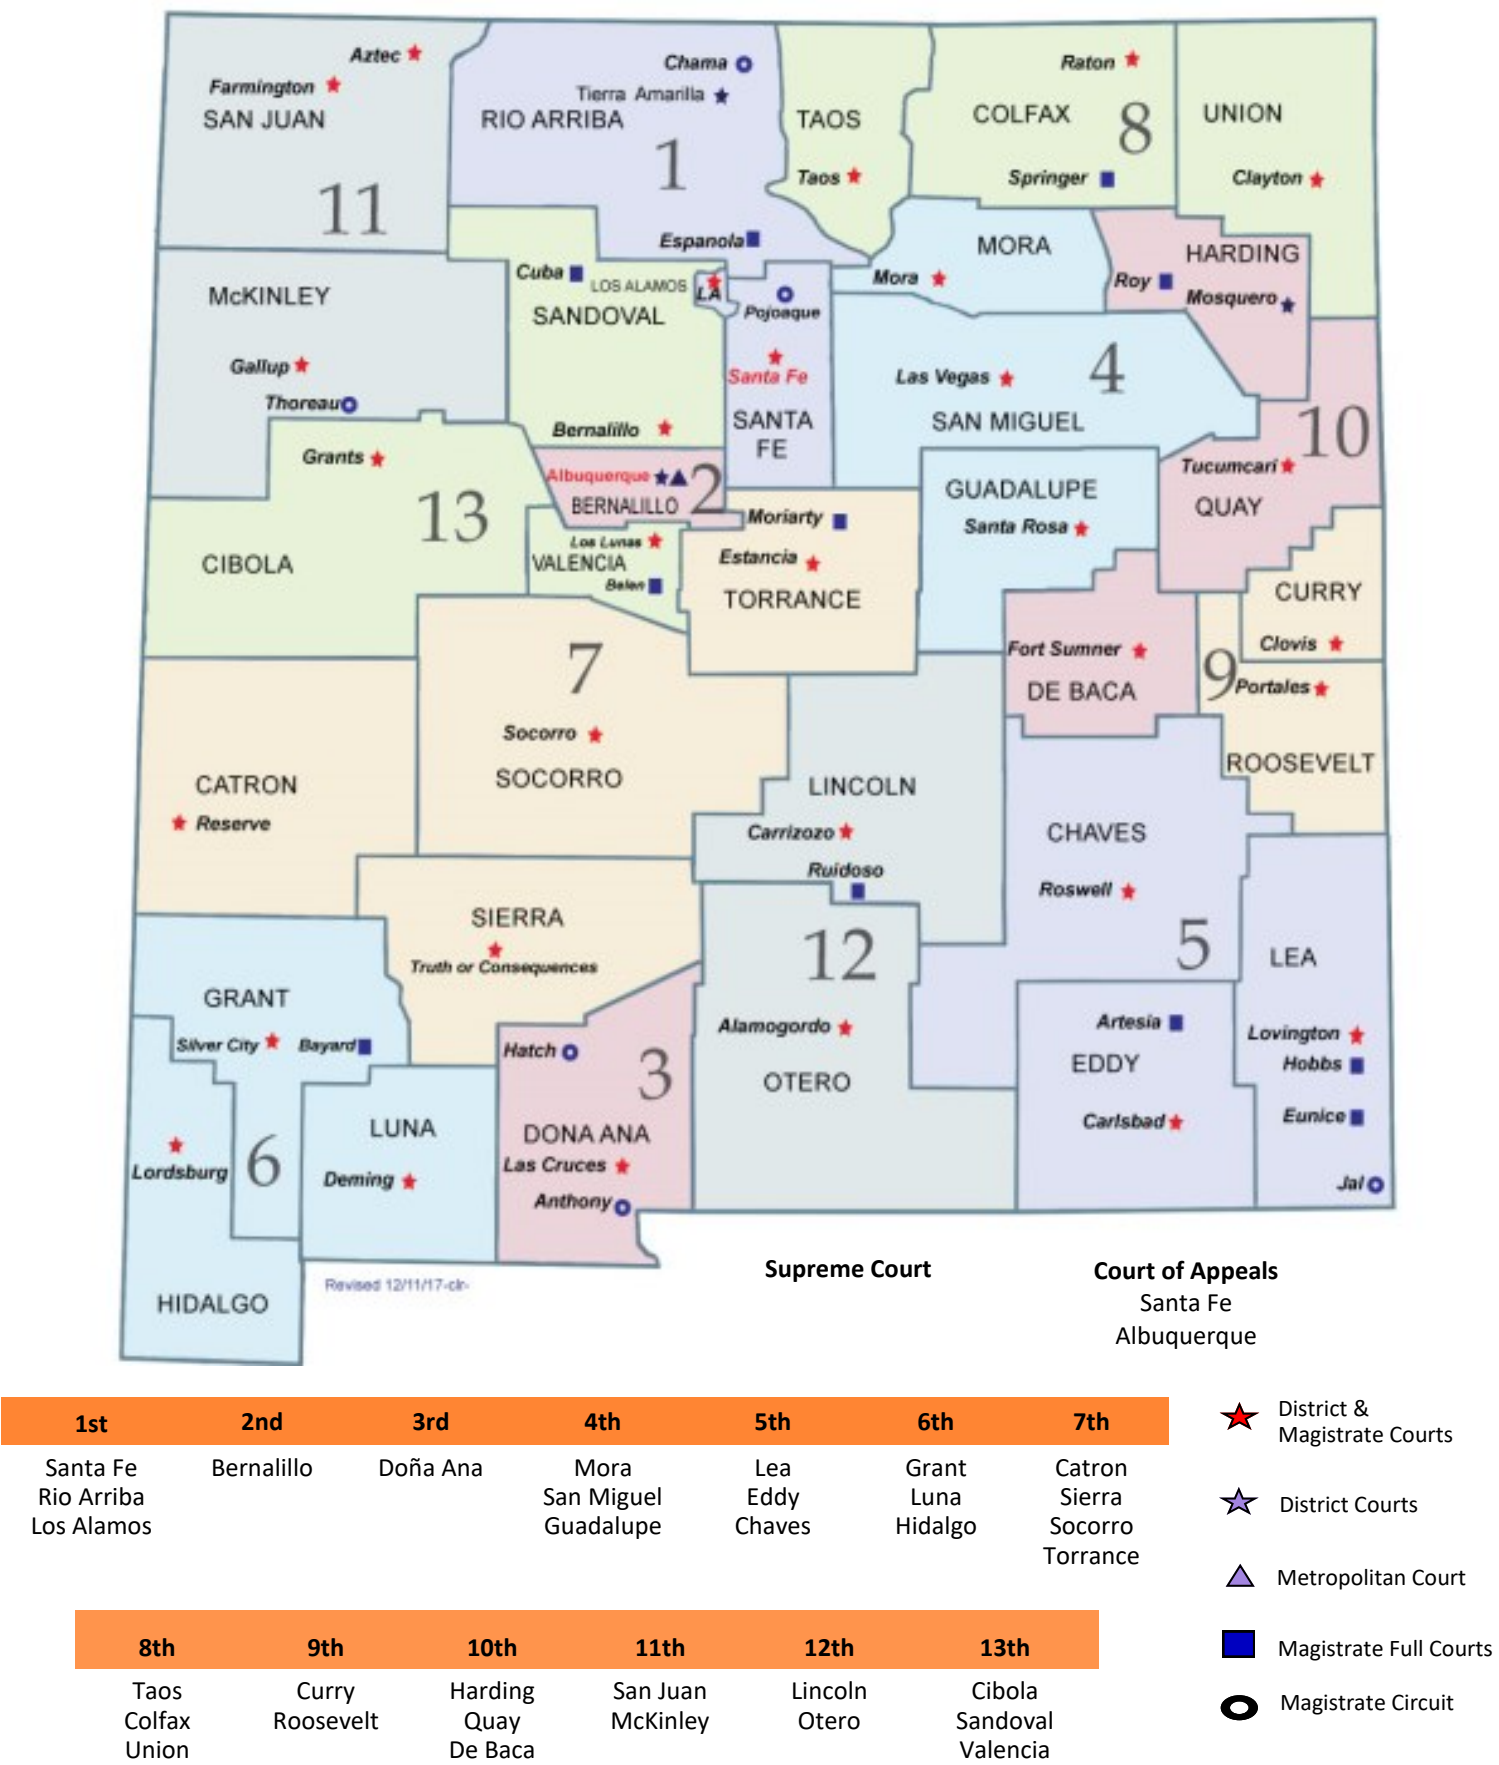 Aztec
Farmington
SAN JUAN
11
Chama
Tierra Amarilla
RIO ARRIBA
1
Espanola
TAOS
Taos
Raton
COLFAX
8
Springer
UNION
Clayton
McKINLEY
Gallup
Thoreau
Cuba
LOS ALAMOS
LA
SANDOVAL
Bernalillo
Pojoaque
Santa Fe
SANTA
FE
MORA
Mora
HARDING
Roy
Mosquero
4
Las Vegas
SAN MIGUEL
10
Tucumcari
QUAY
Grants
13
CIBOLA
Albuquerque
2
BERNALILLO
Los Lunas
VALENCIA
Belen
Moriarty
Estancia
TORRANCE
GUADALUPE
Santa Rosa
CURRY
Clovis
9
Portales
ROOSEVELT
Fort Sumner
DE BACA
7
Socorro
SOCORRO
CATRON
Reserve
LINCOLN
Carrizozo
Ruidoso
CHAVES
Roswell
5
LEA
SIERRA
Truth or Consequences
12
Alamogordo
OTERO
Artesia
EDDY
Carlsbad
Lovington
Hobbs
Eunice
Jal
GRANT
Silver City
Bayard
Hatch
3
DONA ANA
Las Cruces
Anthony
LUNA
Deming
6
Lordsburg
HIDALGO
Revised 12/11/17-clr-
Supreme Court
Court of Appeals
Santa Fe
Albuquerque
1st 2nd 3rd 4th 5th 6th 7th
Santa Fe Bernalillo Doña Ana Mora Lea Grant Catron
Rio Arriba San Miguel Eddy Luna Sierra
Los Alamos Guadalupe Chaves Hidalgo Socorro
Torrance
8th 9th 10th 11th 12th 13th
Taos Curry Harding San Juan Lincoln Cibola
Colfax Roosevelt Quay McKinley Otero Sandoval
Union De Baca Valencia
District &
Magistrate Courts
District Courts
Metropolitan Court
Magistrate Full Courts
Magistrate Circuit